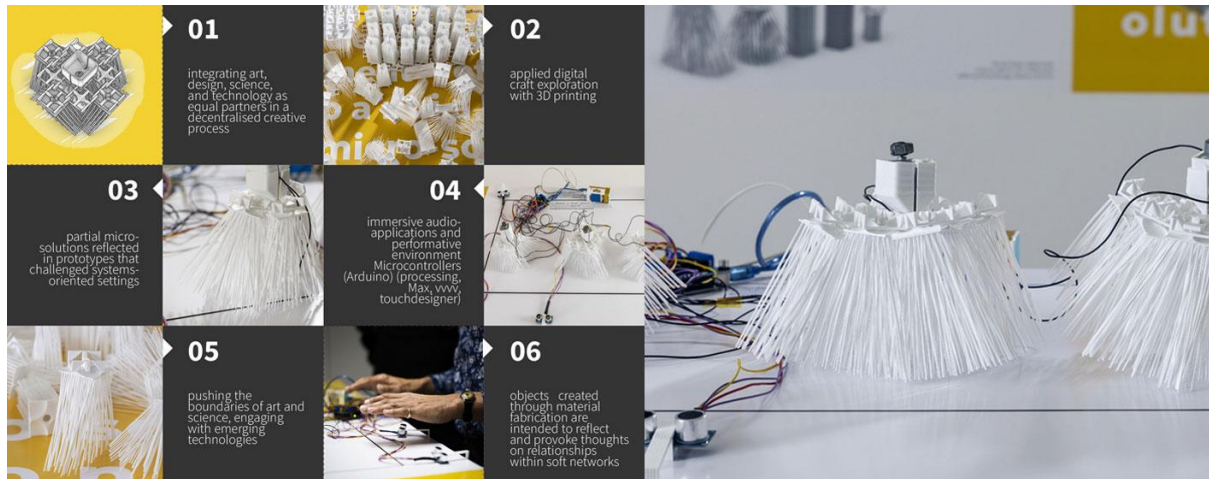 01
integrating art,
design, science,
and technology as
equal partners in a
decentralised creative
process
02
applied digital
craft exploration
with 3D printing
03
partial micro-
solutions reflected
in prototypes that
challenged systems-
oriented settings
04
immersive audio-
applications and
performative
environment
Microcontrollers
(Arduino) (processing,
Max, vvvv,
touchdesigner)
05
pushing the
boundaries of art and
science, engaging
with emerging
technologies
06
objects created
through material
fabrication are
intended to reflect
and provoke thoughts
on relationships
within soft networks
olut